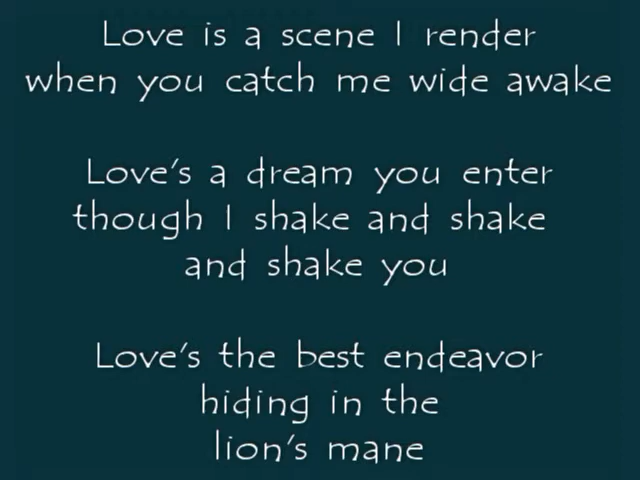 Love is a scene I render
when you catch me wide awake
Love's a dream you enter
though I shake and shake
and shake you
Love's the best endeavor
hiding in the
lion's mane